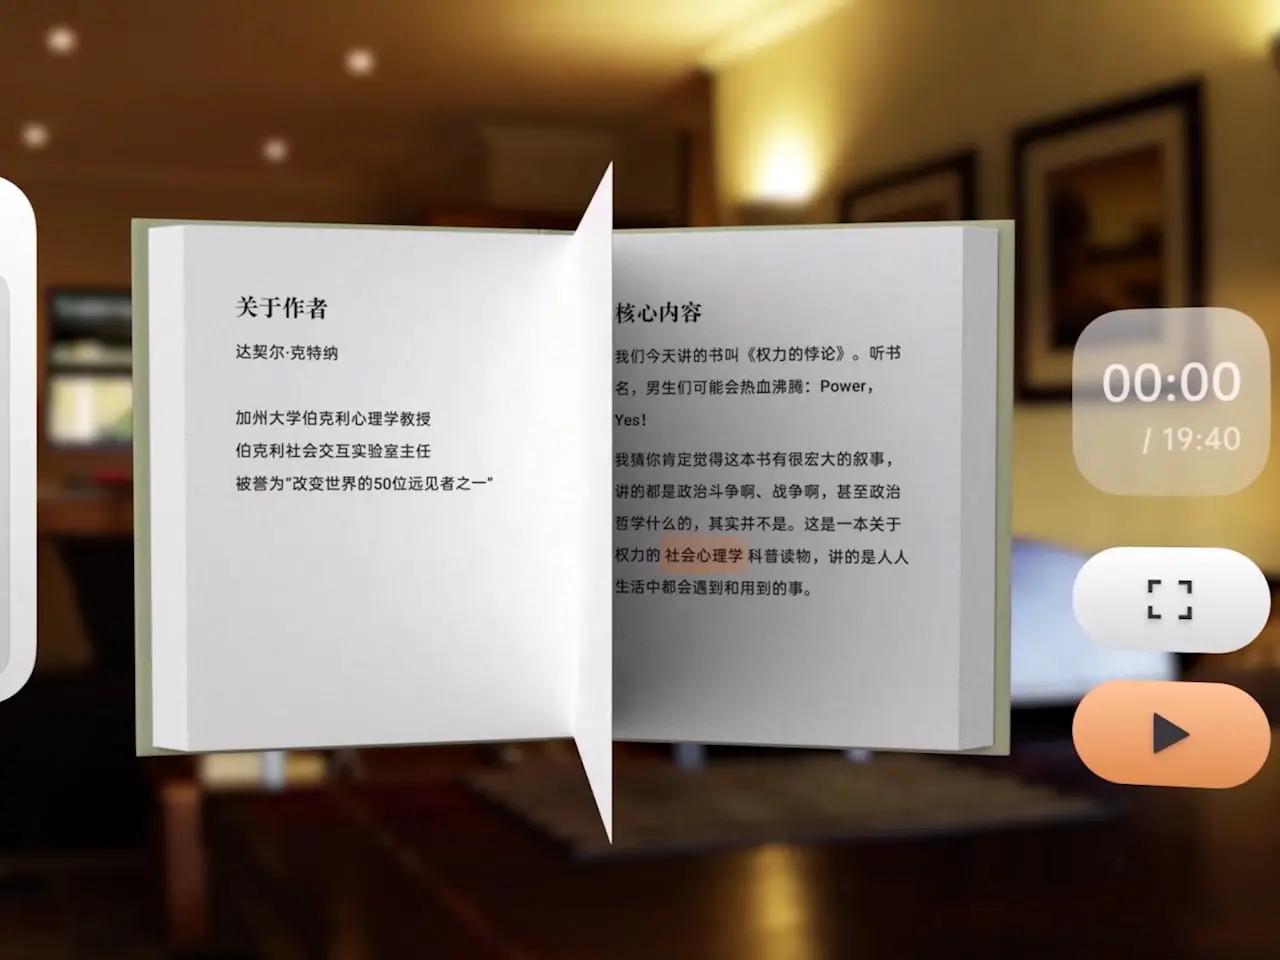 关于作者
达契尔·克特纳
加州大学伯克利心理学教授
伯克利社会交互实验室主任
被誉为“改变世界的50位远见者之一”
核心内容
我们今天讲的书叫《权力的悖论》。听书
名，男生们可能会热血沸腾：Power，
Yes！
我猜你肯定觉得这本书有很宏大的叙事，
讲的都是政治斗争啊、战争啊，甚至政治
哲学什么的，其实并不是。这是一本关于
权力的 社会心理学 科普读物，讲的是人人
生活中都会遇到和用到的事。
00:00
/ 19:40